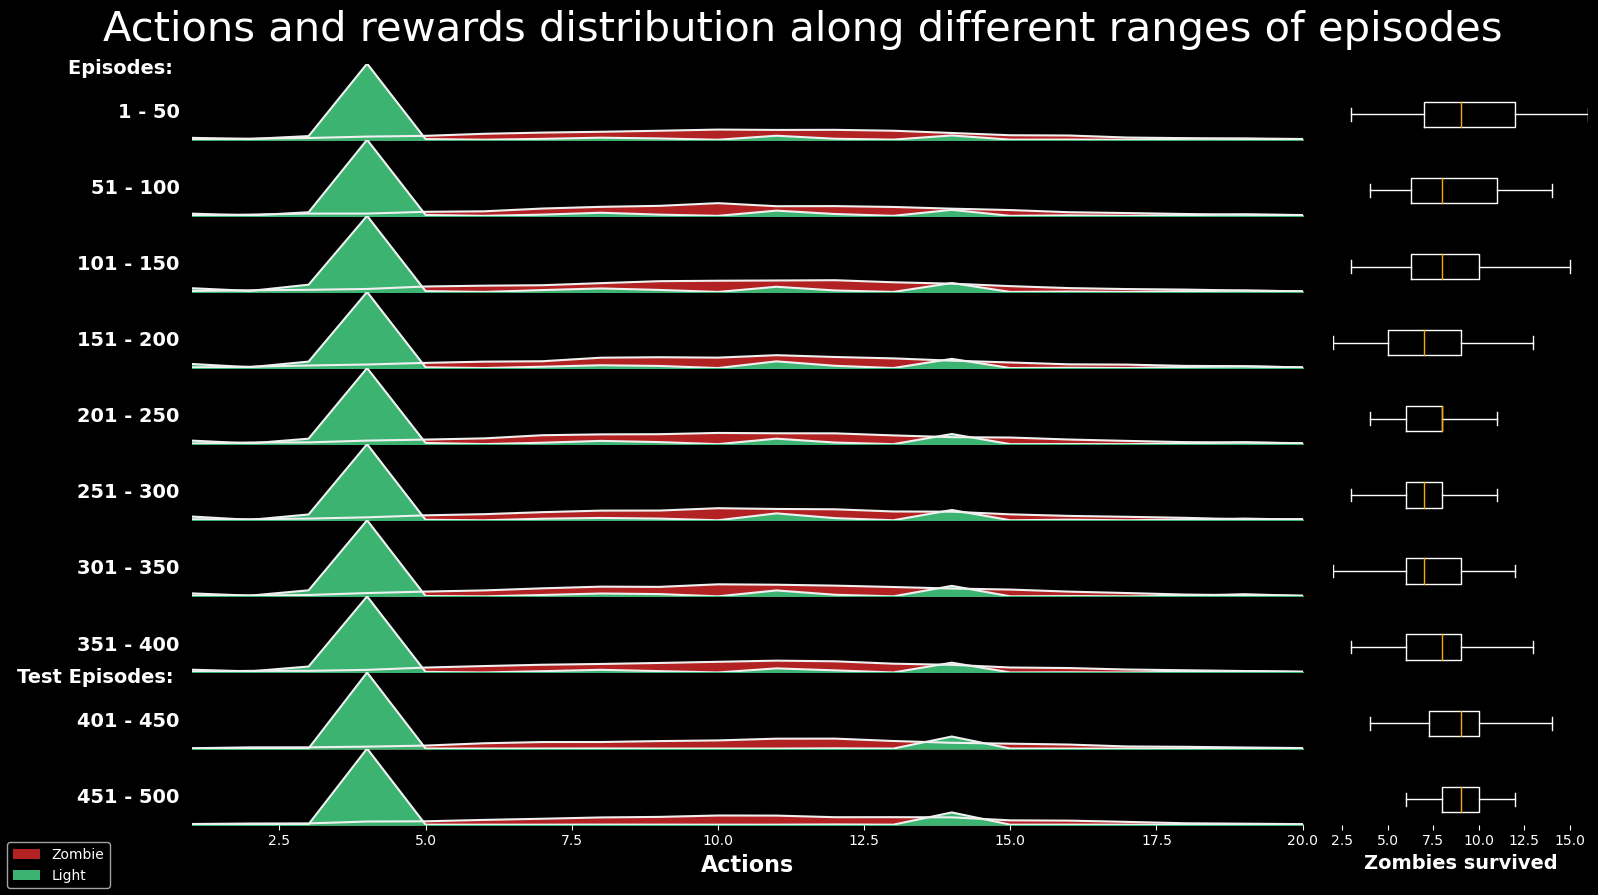 Actions and rewards distribution along different ranges of episodes
Episodes:
1 - 50
51 - 100
101 - 150
151 - 200
201 - 250
251 - 300
301 - 350
351 - 400
Test Episodes:
401 - 450
451 - 500
2.5 5.0 7.5 10.0 12.5 15.0 17.5 20.0
2.5 5.0 7.5 10.0 12.5 15.0
Actions
Zombies survived
Zombie
Light